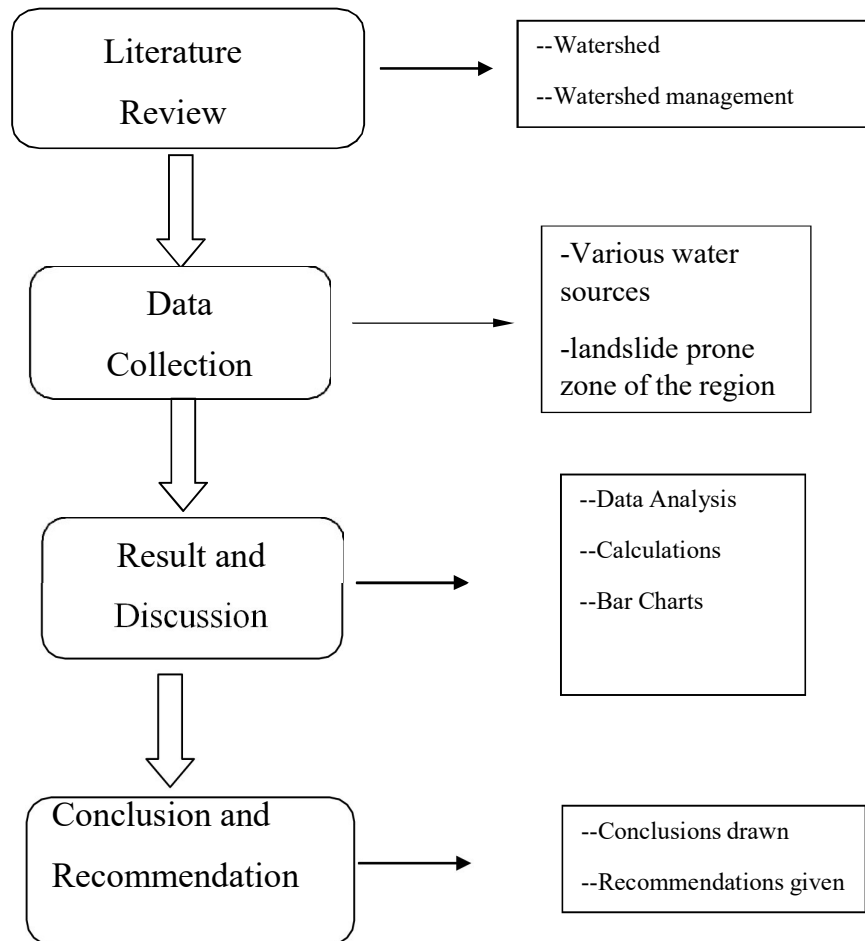 Literature
Review
--Watershed
--Watershed management
Data
Collection
-Various water
sources
-landslide prone
zone of the region
Result and
Discussion
--Data Analysis
--Calculations
--Bar Charts
Conclusion and
Recommendation
--Conclusions drawn
--Recommendations given